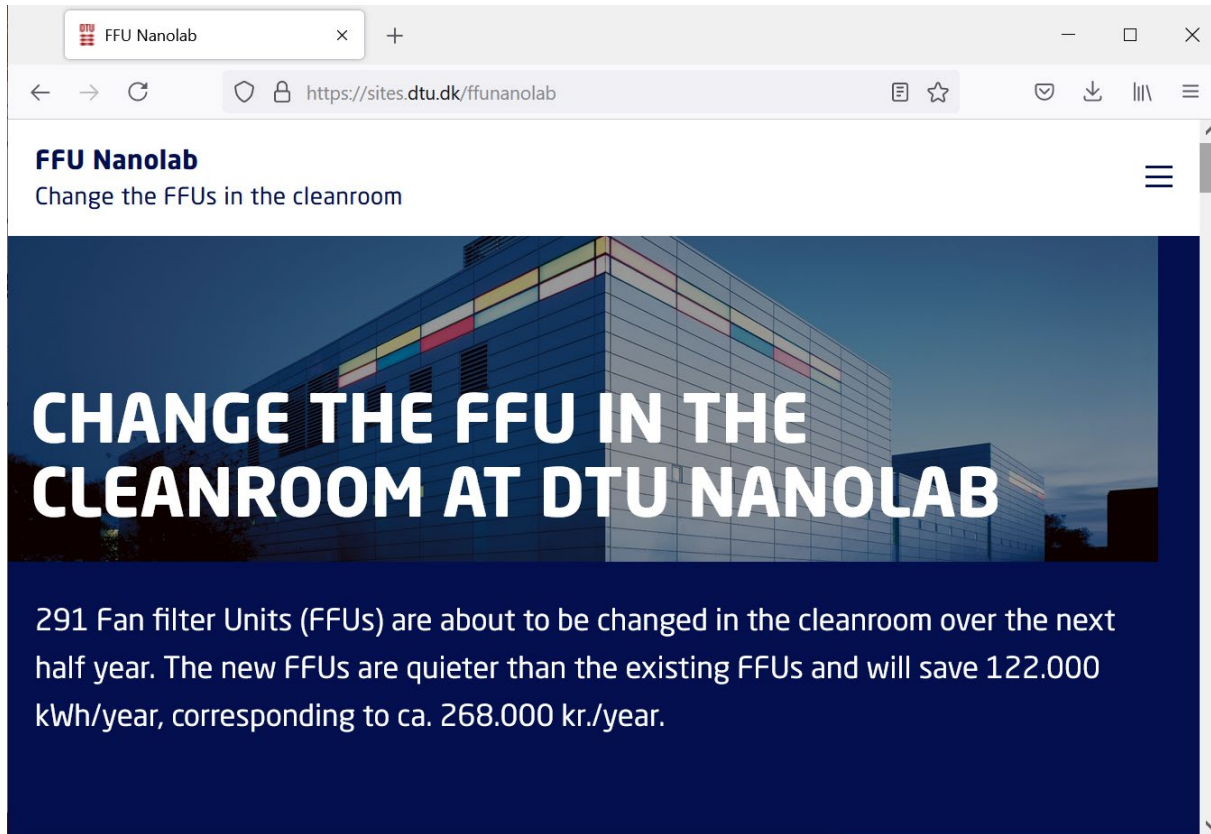 DTU
FFU Nanolab
https://sites.dtu.dk/ffunanolab
FFU Nanolab
Change the FFUs in the cleanroom
CHANGE THE FFU IN THE
CLEANROOM AT DTU NANOLAB
291 Fan filter Units (FFUs) are about to be changed in the cleanroom over the next
half year. The new FFUs are quieter than the existing FFUs and will save 122.000
kWh/year, corresponding to ca. 268.000 kr./year.